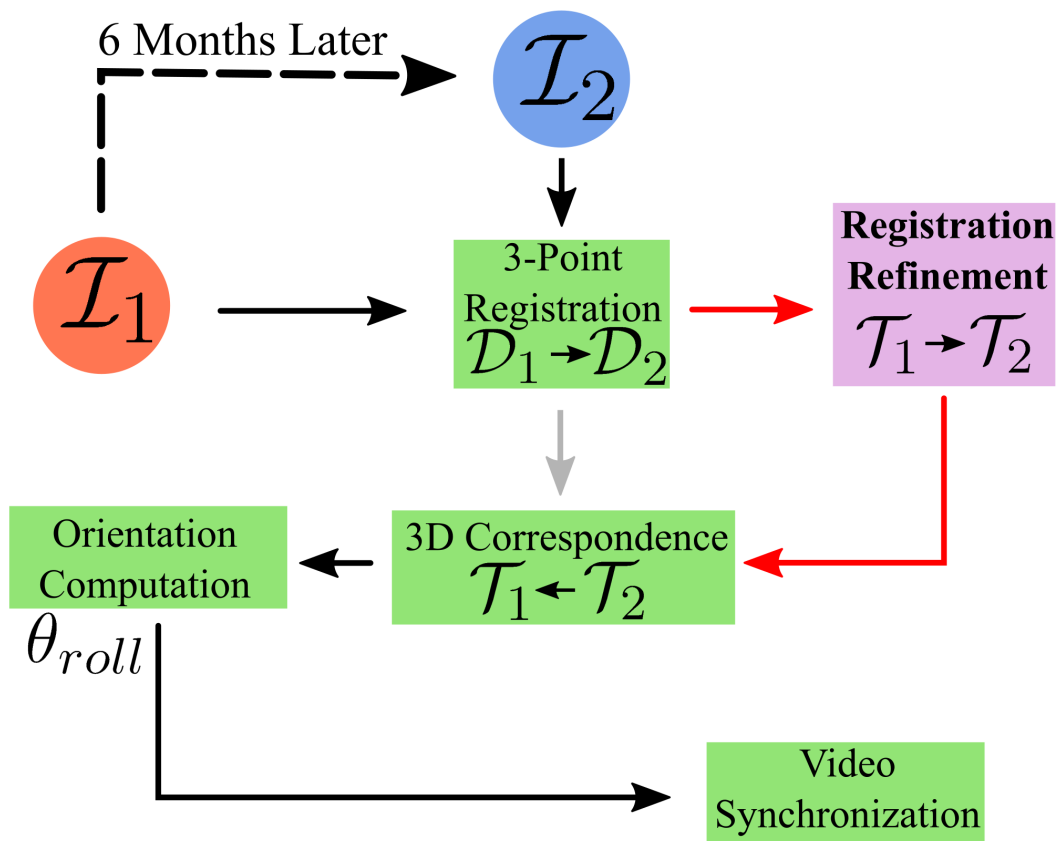 6 Months Later
ℐ₂
ℐ₁
3-Point
Registration
𝒟₁ → 𝒟₂
Registration
Refinement
𝒯₁ → 𝒯₂
3D Correspondence
𝒯₁ ← 𝒯₂
Orientation
Computation
θ_roll
Video
Synchronization